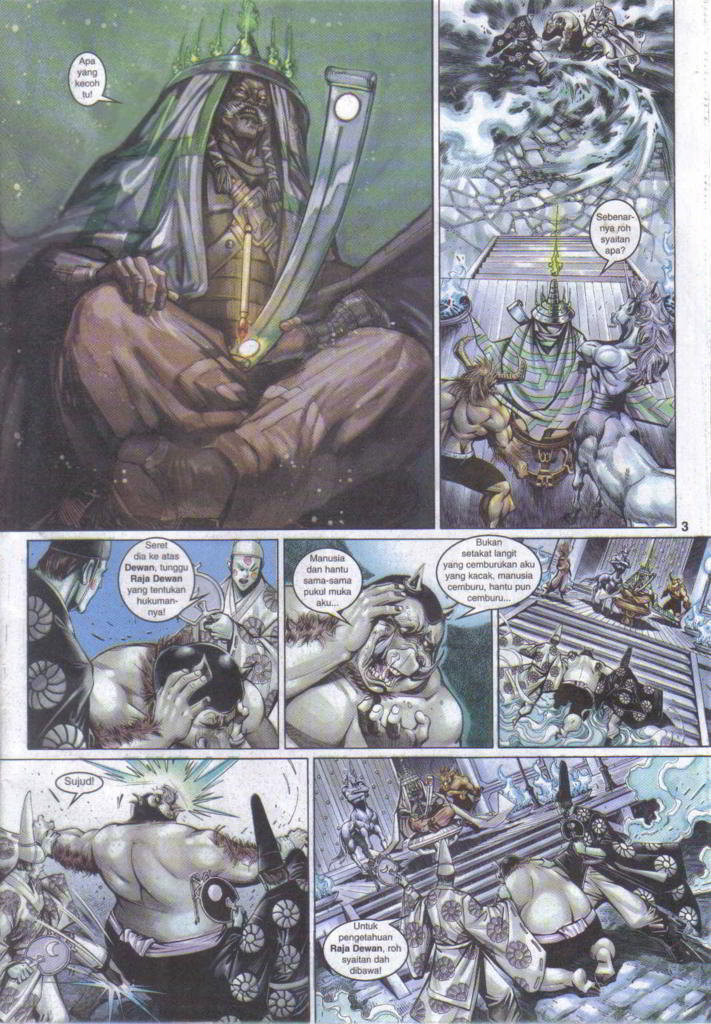 Apa
yang
kecoh
tu!
Sebenar-
nya roh
syaitan
apa?
3
Seret
dia ke atas
Dewan, tunggu
Raja Dewan
yang tentukan
hukuman-
nya!
Manusia
dan hantu
sama-sama
pukul muka
aku...
Bukan
setakat langit
yang cemburukan aku
yang kacak, manusia
cemburu, hantu pun
cemburu...
Sujud!
Untuk
pengetahuan
Raja Dewan, roh
syaitan dah
dibawa!